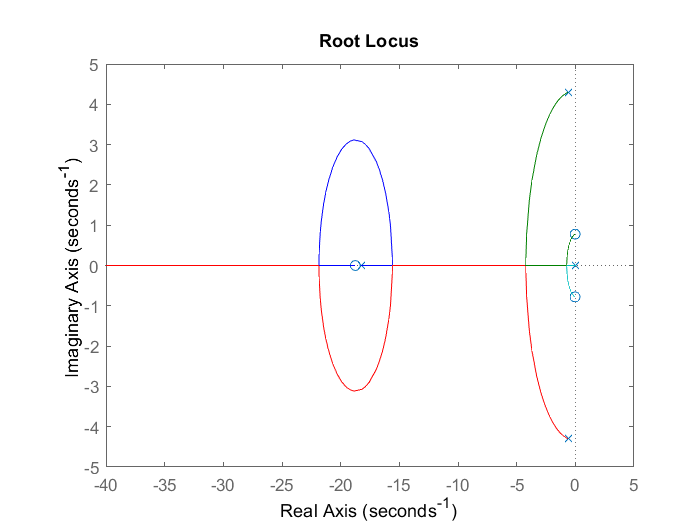 Root Locus
Imaginary Axis (seconds⁻¹)
5
4
3
2
1
0
-1
-2
-3
-4
-5
-40 -35 -30 -25 -20 -15 -10 -5 0 5
Real Axis (seconds⁻¹)